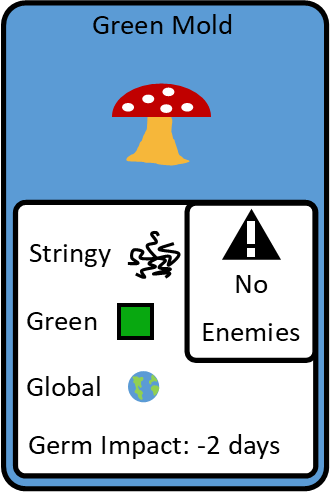 Green Mold
Stringy
No
Enemies
Green
Global
Germ Impact: -2 days